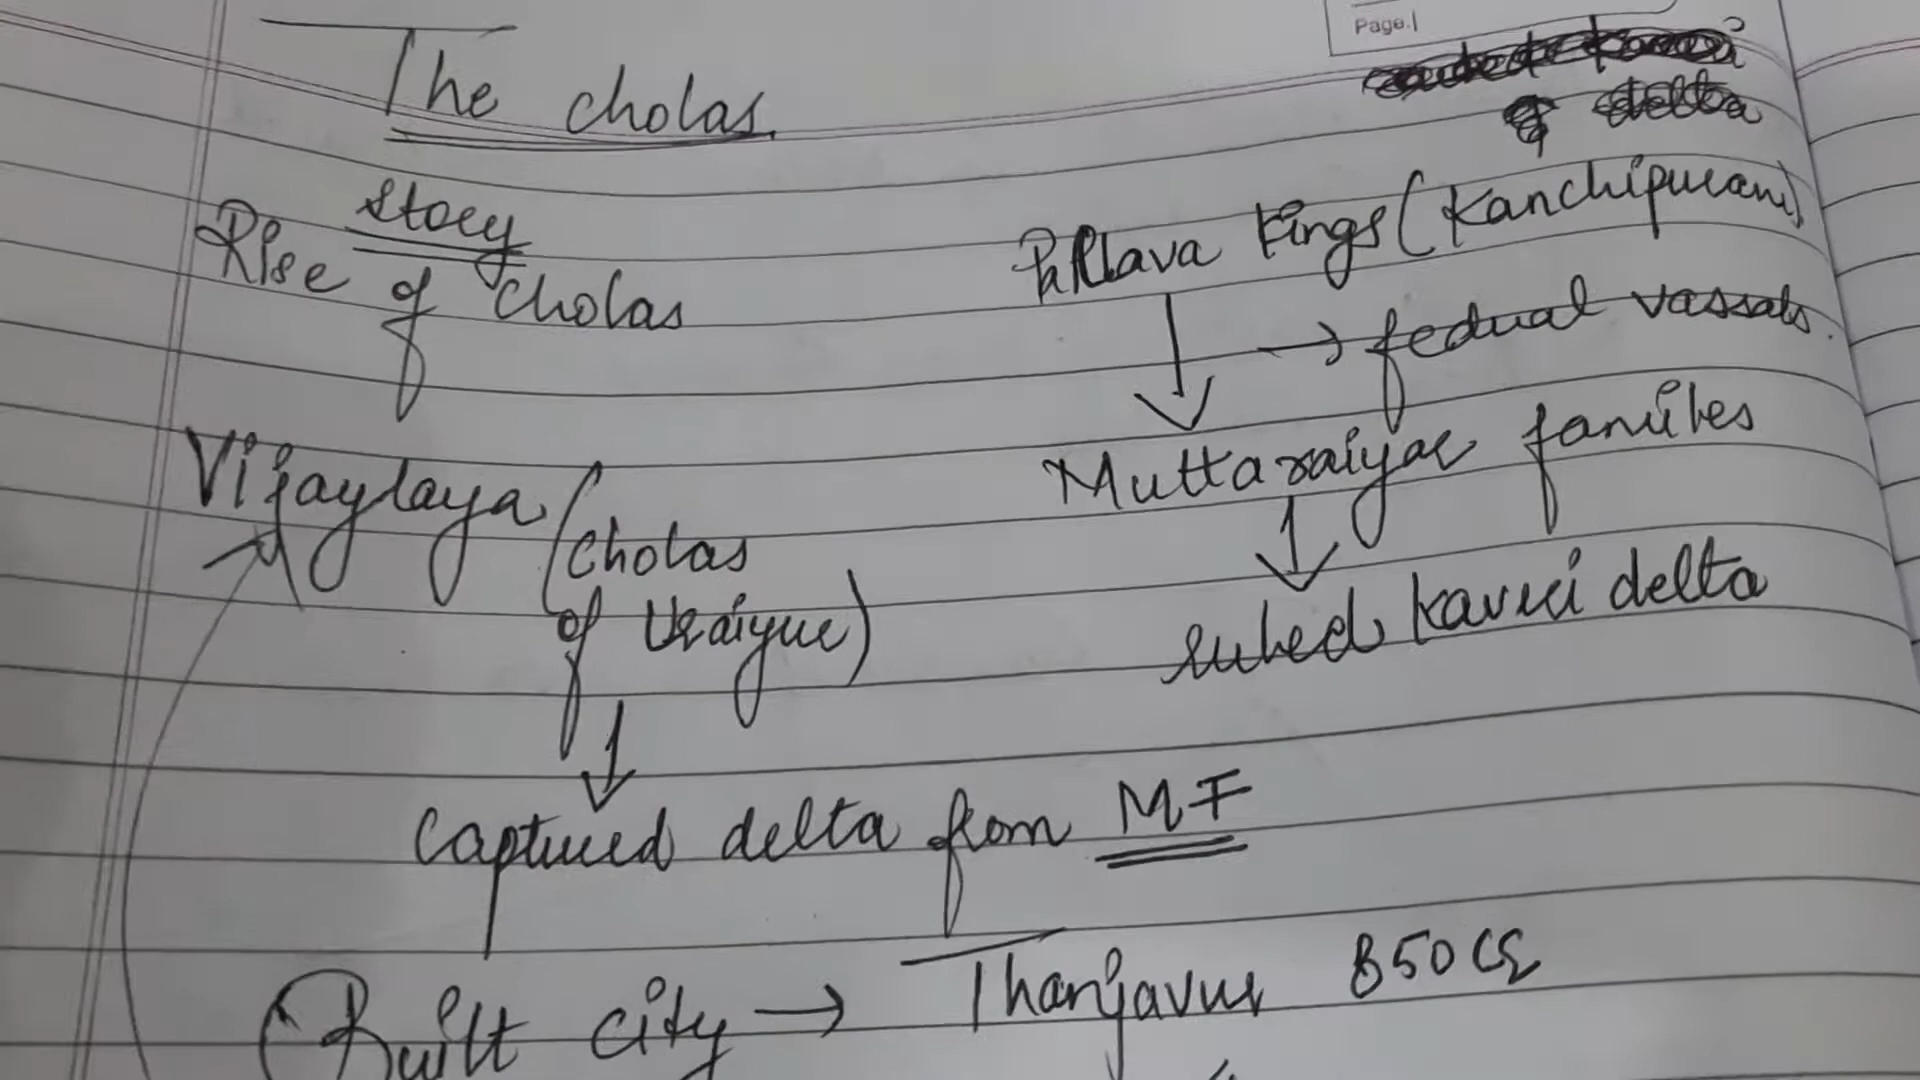 Page.
The cholas.
story
Rise of Cholas
Vijaylaya (Cholas
of Uraiyur)
Pallava kings (Kanchipuram)
→ fedual vassals.
Muttaraiyar families
ruled kaveri delta
Captured delta from MF
Built city → Thanjavur 850 CE